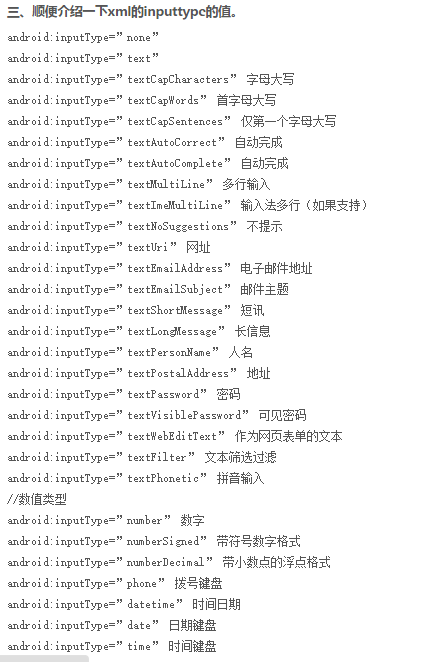 三、顺便介绍一下xml的inputtype的值。
android:inputType=”none”
android:inputType=”text”
android:inputType=”textCapCharacters” 字母大写
android:inputType=”textCapWords” 首字母大写
android:inputType=”textCapSentences” 仅第一个字母大写
android:inputType=”textAutoCorrect” 自动完成
android:inputType=”textAutoComplete” 自动完成
android:inputType=”textMultiLine” 多行输入
android:inputType=”textImeMultiLine” 输入法多行（如果支持）
android:inputType=”textNoSuggestions” 不提示
android:inputType=”textUri” 网址
android:inputType=”textEmailAddress” 电子邮件地址
android:inputType=”textEmailSubject” 邮件主题
android:inputType=”textShortMessage” 短讯
android:inputType=”textLongMessage” 长信息
android:inputType=”textPersonName” 人名
android:inputType=”textPostalAddress” 地址
android:inputType=”textPassword” 密码
android:inputType=”textVisiblePassword” 可见密码
android:inputType=”textWebEditText” 作为网页表单的文本
android:inputType=”textFilter” 文本筛选过滤
android:inputType=”textPhonetic” 拼音输入
//数值类型
android:inputType=”number” 数字
android:inputType=”numberSigned” 带符号数字格式
android:inputType=”numberDecimal” 带小数点的浮点格式
android:inputType=”phone” 拨号键盘
android:inputType=”datetime” 时间日期
android:inputType=”date” 日期键盘
android:inputType=”time” 时间键盘